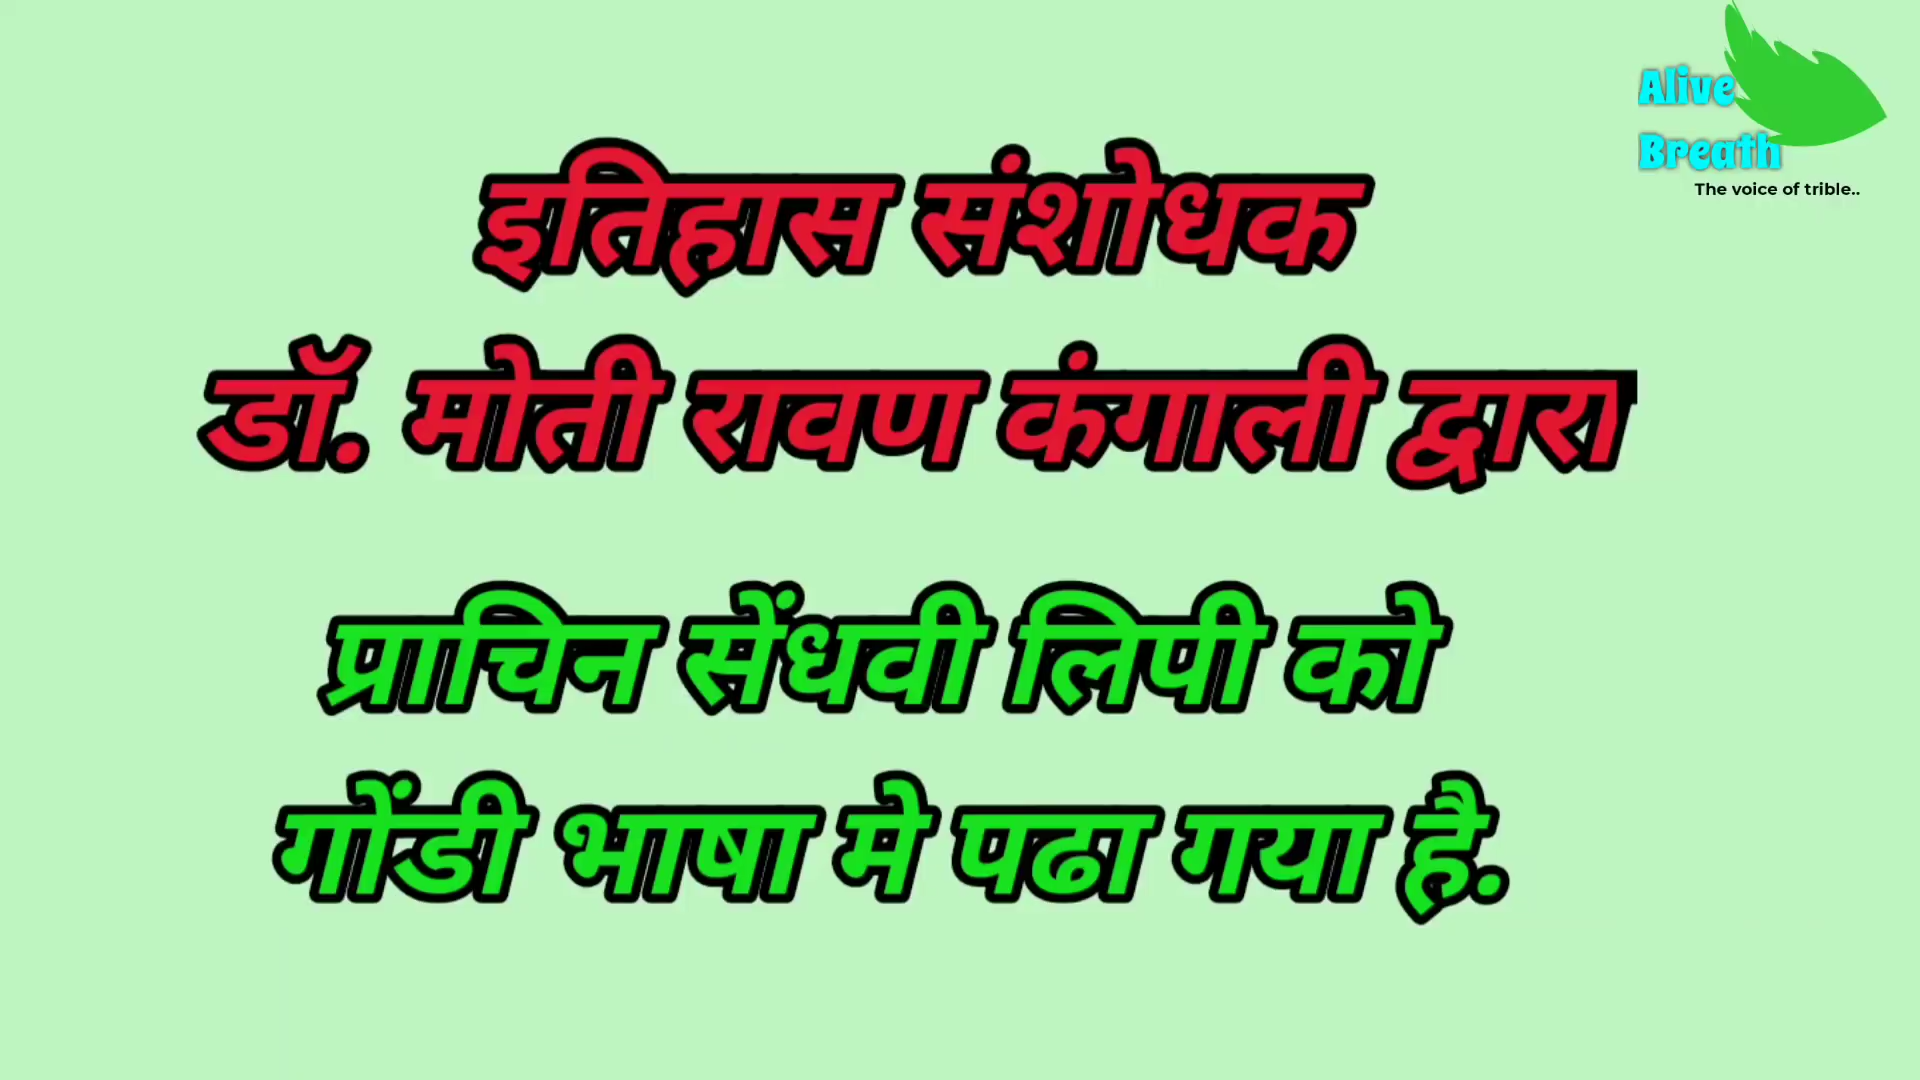 Alive
Breath
The voice of trible..
इतिहास संशोधक
डॉ. मोती रावण कंगाली द्वारा
प्राचिन सेंधवी लिपी को
गोंडी भाषा मे पढा गया है.